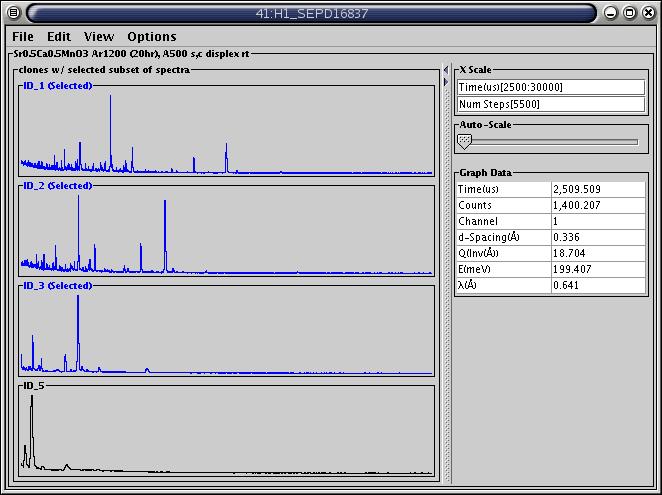 41:H1_SEPD16837
File Edit View Options
Sr0.5Ca0.5MnO3 Ar1200 (20hr), A500 s,c displex rt
clones w/ selected subset of spectra
ID_1 (Selected)
ID_2 (Selected)
ID_3 (Selected)
ID_5
X Scale
Time(us)[2500:30000]
Num Steps[5500]
Auto-Scale
Graph Data
Time(us) 2,509.509
Counts 1,400.207
Channel 1
d-Spacing(Å) 0.336
Q(Inv(Å)) 18.704
E(meV) 199.407
λ(Å) 0.641